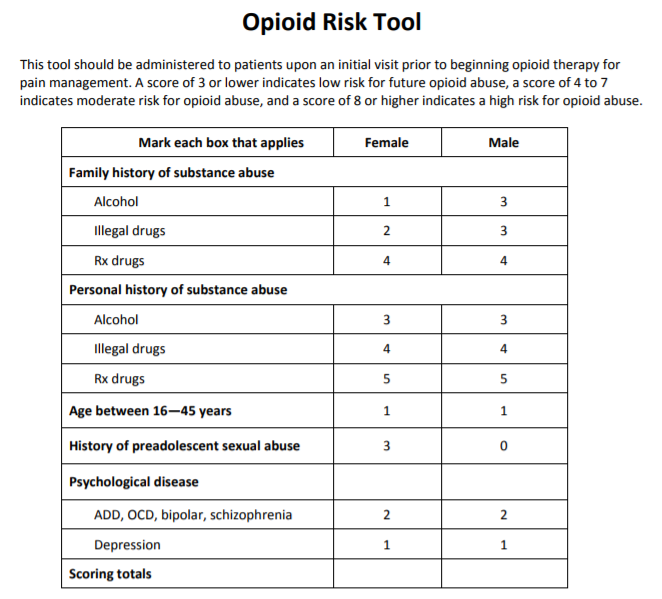 Opioid Risk Tool
This tool should be administered to patients upon an initial visit prior to beginning opioid therapy for
pain management. A score of 3 or lower indicates low risk for future opioid abuse, a score of 4 to 7
indicates moderate risk for opioid abuse, and a score of 8 or higher indicates a high risk for opioid abuse.
Mark each box that applies Female Male
Family history of substance abuse
Alcohol 1 3
Illegal drugs 2 3
Rx drugs 4 4
Personal history of substance abuse
Alcohol 3 3
Illegal drugs 4 4
Rx drugs 5 5
Age between 16—45 years 1 1
History of preadolescent sexual abuse 3 0
Psychological disease
ADD, OCD, bipolar, schizophrenia 2 2
Depression 1 1
Scoring totals